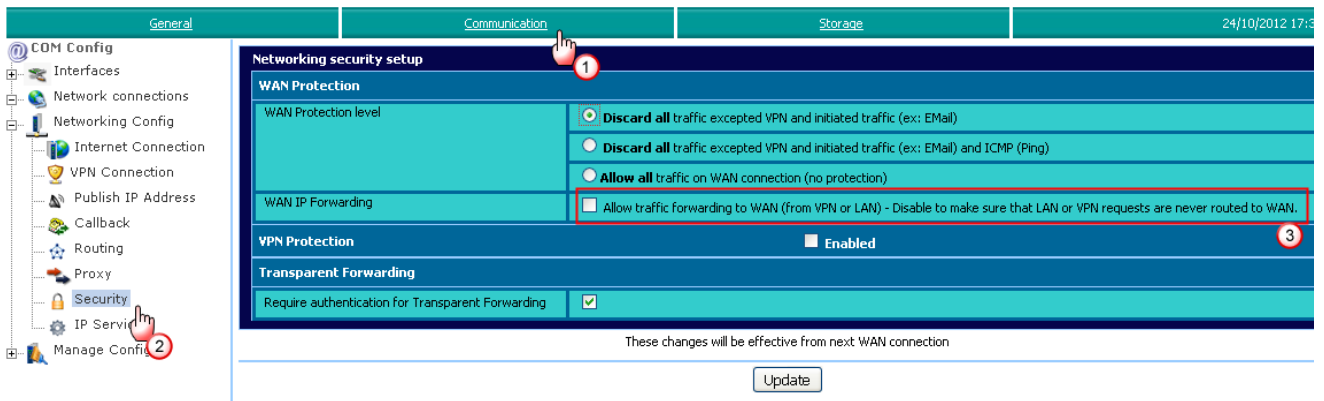 General Communication Storage 24/10/2012 17:3
COM Config
Interfaces
Network connections
Networking Config
Internet Connection
VPN Connection
Publish IP Address
Callback
Routing
Proxy
Security
IP Servi
Manage Config
1
2
Networking security setup
WAN Protection
WAN Protection level
Discard all traffic excepted VPN and initiated traffic (ex: EMail)
Discard all traffic excepted VPN and initiated traffic (ex: EMail) and ICMP (Ping)
Allow all traffic on WAN connection (no protection)
WAN IP Forwarding
Allow traffic forwarding to WAN (from VPN or LAN) - Disable to make sure that LAN or VPN requests are never routed to WAN.
3
VPN Protection Enabled
Transparent Forwarding
Require authentication for Transparent Forwarding
These changes will be effective from next WAN connection
Update